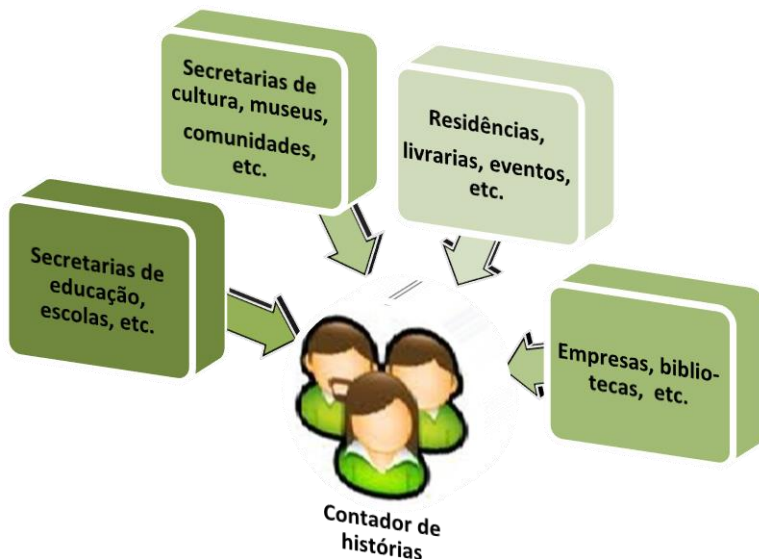 Secretarias de
cultura, museus,
comunidades,
etc.
Residências,
livrarias, eventos,
etc.
Secretarias de
educação,
escolas, etc.
Empresas, biblio-
tecas, etc.
Contador de
histórias